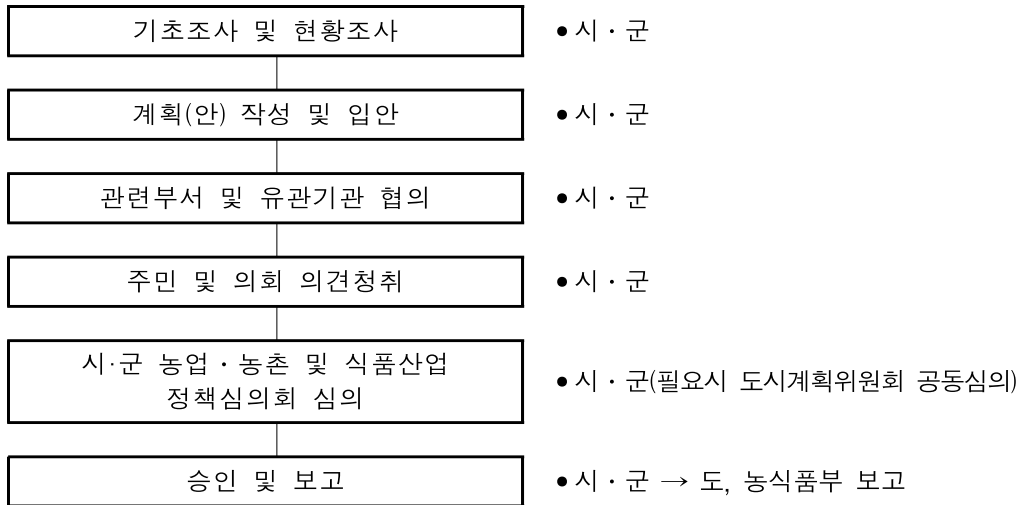 기초조사 및 현황조사
● 시 · 군
계획(안) 작성 및 입안
● 시 · 군
관련부서 및 유관기관 협의
● 시 · 군
주민 및 의회 의견청취
● 시 · 군
시·군 농업 · 농촌 및 식품산업
정책심의회 심의
● 시 · 군(필요시 도시계획위원회 공동심의)
승인 및 보고
● 시 · 군 → 도, 농식품부 보고